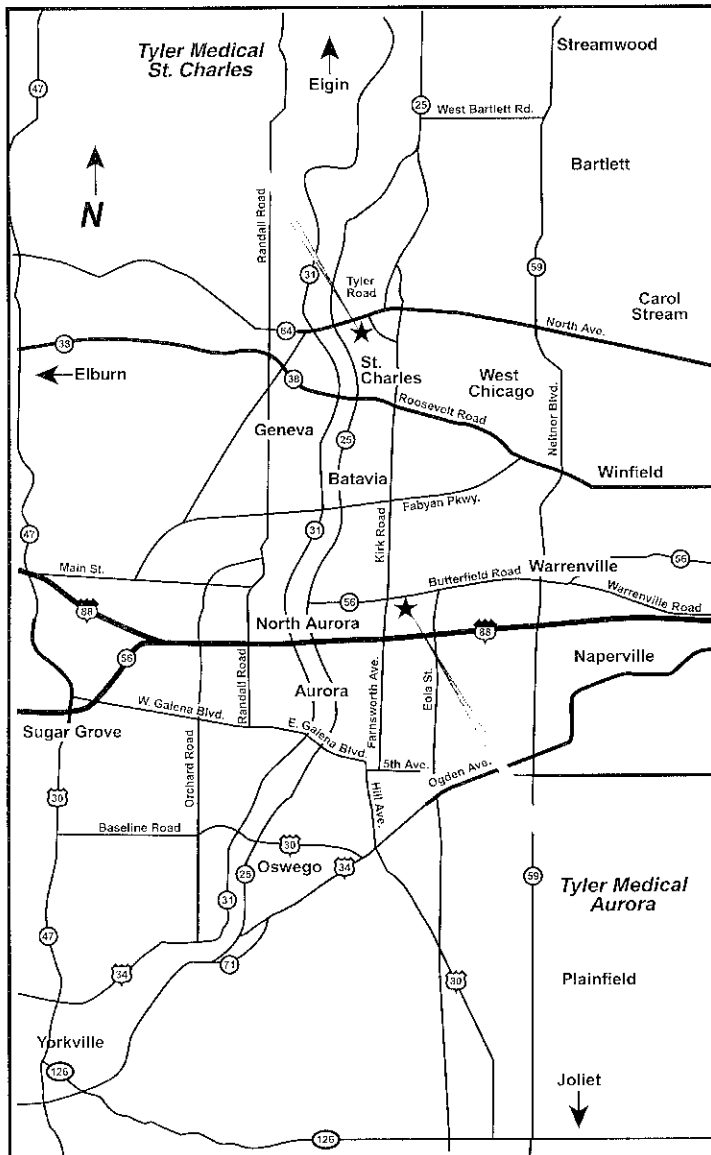 Tyler Medical
St. Charles
Streamwood
Elgin
47
25
West Bartlett Rd.
Bartlett
N
Randall Road
31
Tyler
Road
59
Carol
Stream
64
North Ave.
38
St.
Charles
West
Chicago
Elburn
38
Roosevelt Road
Neltnor Blvd.
Geneva
25
Batavia
Winfield
Fabyan Pkwy.
47
31
Kirk Road
Main St.
Warrenville
56
Butterfield Road
Warrenville Road
88
56
North Aurora
88
56
Naperville
Randall Road
Aurora
Farnsworth Ave.
Eola St.
W. Galena Blvd.
Sugar Grove
E. Galena Blvd.
5th Ave.
Ogden Ave.
Orchard Road
Hill Ave.
30
Baseline Road
30
Oswego
34
25
59
Tyler Medical
Aurora
31
47
71
34
30
Plainfield
Yorkville
126
Joliet
126